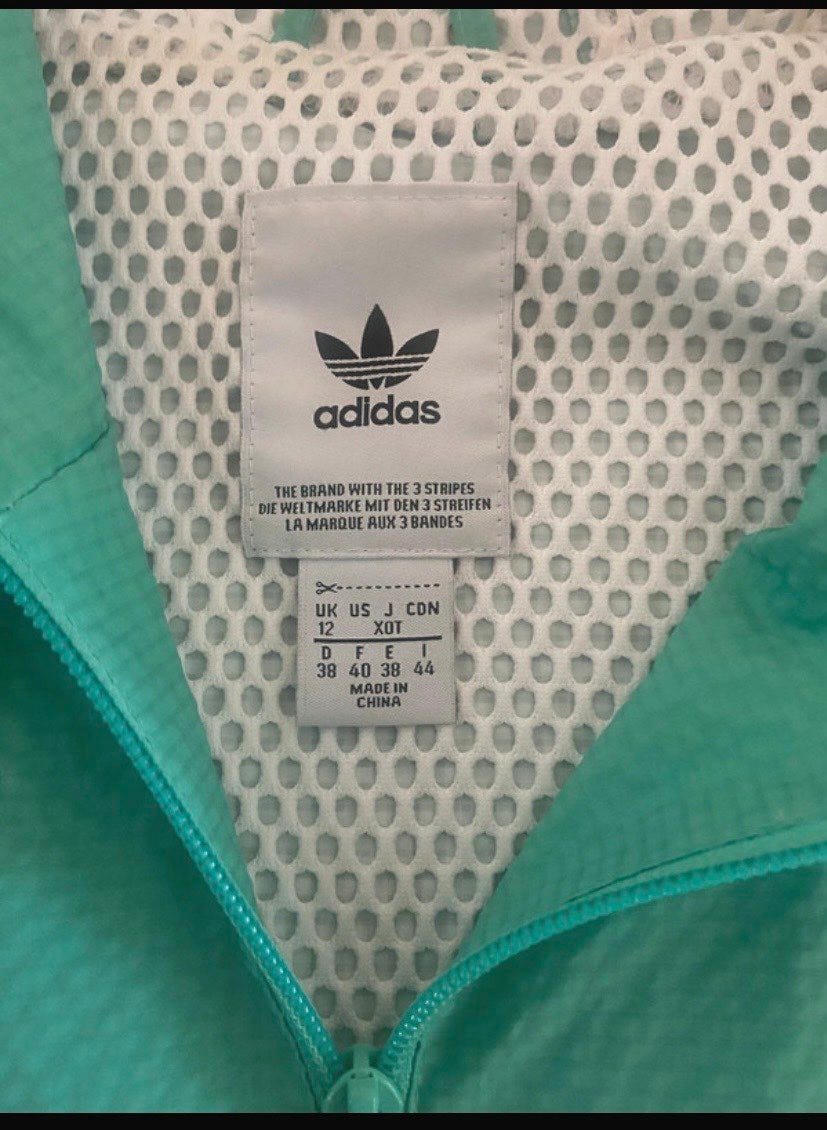 adidas
THE BRAND WITH THE 3 STRIPES
DIE WELTMARKE MIT DEN 3 STREIFEN
LA MARQUE AUX 3 BANDES
UK US J CDN
12 XOT
D F E I
38 40 38 44
MADE IN
CHINA